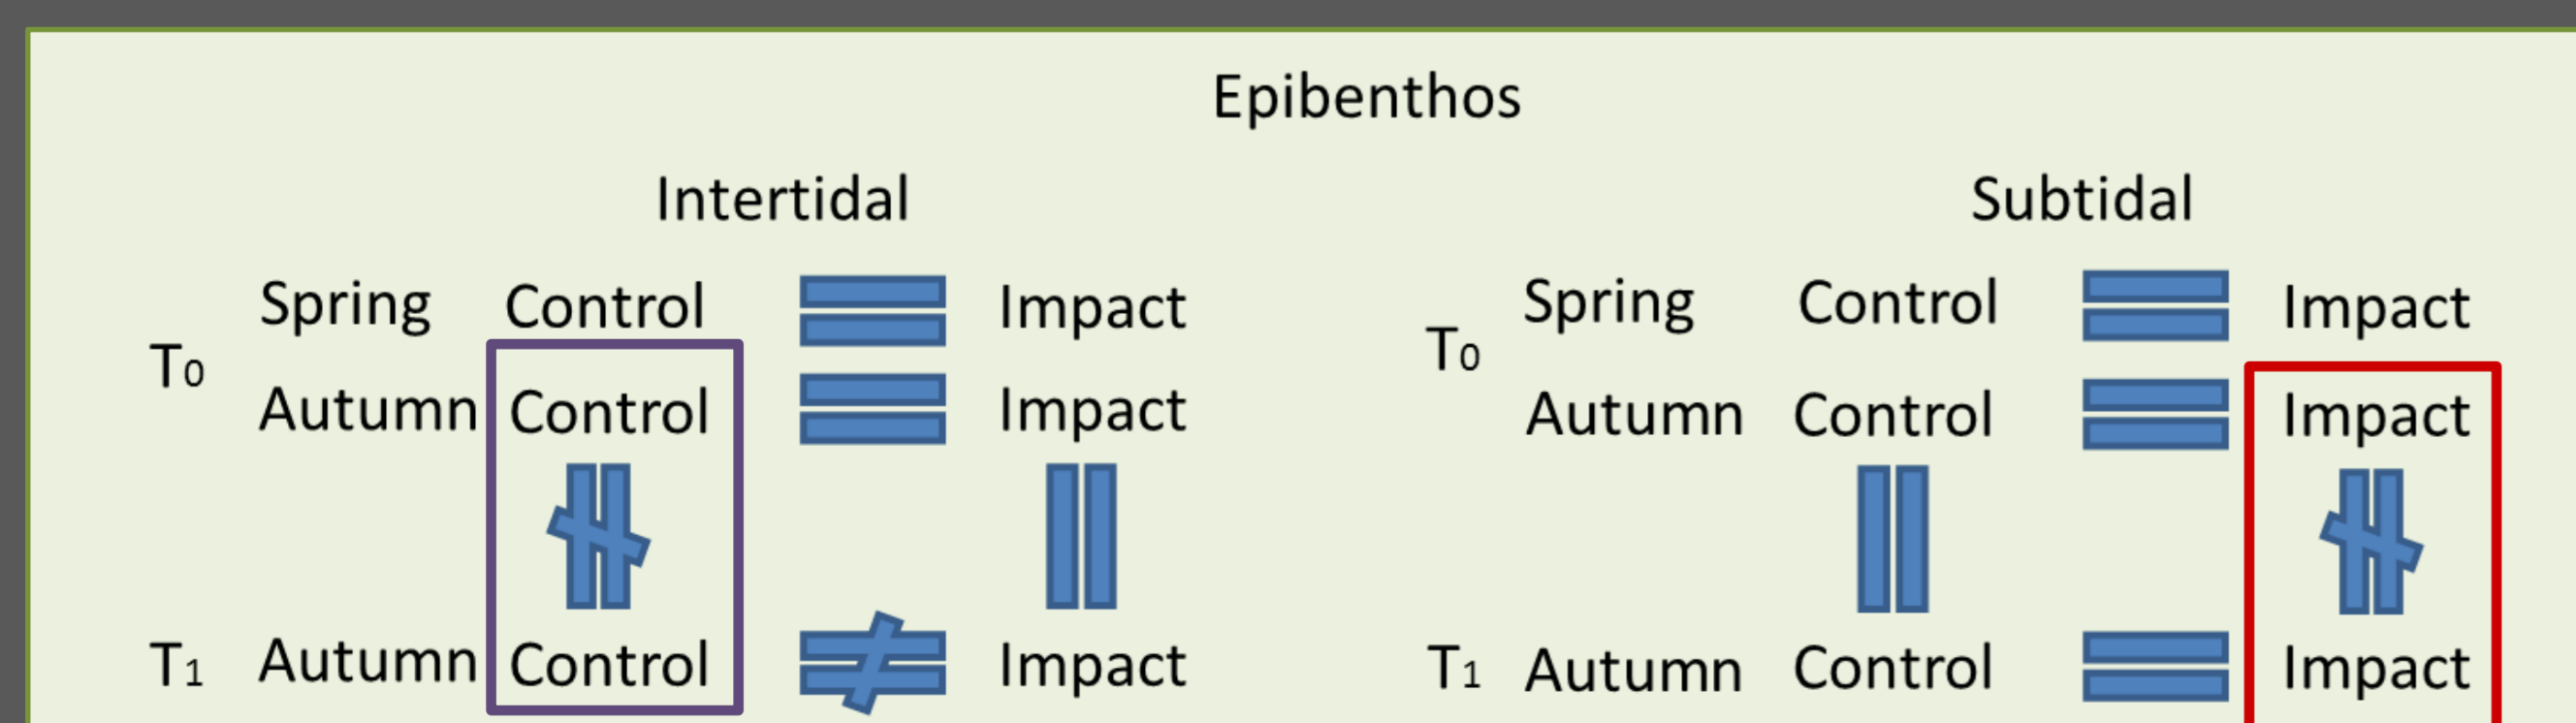 Epibenthos
Intertidal Subtidal
Spring Control Impact Spring Control Impact
T0 T0
Autumn Control Impact Autumn Control Impact
T1 Autumn Control Impact T1 Autumn Control Impact